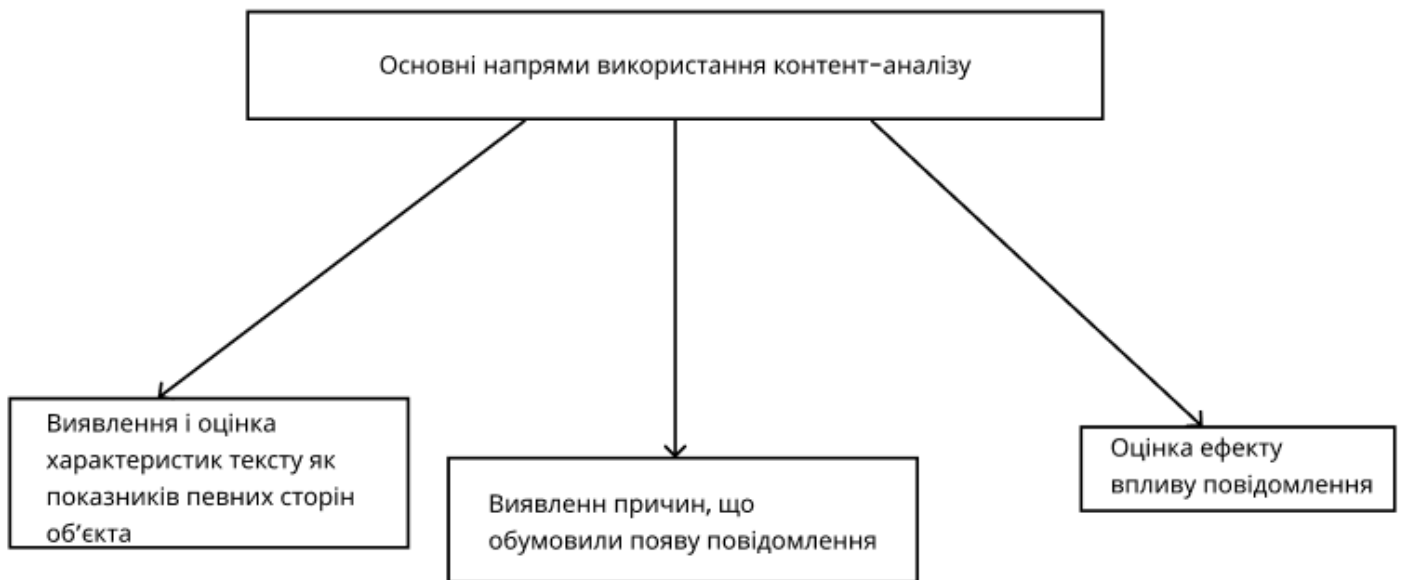 Основні напрями використання контент-аналізу
Виявлення і оцінка
характеристик тексту як
показників певних сторін
об’єкта
Виявленн причин, що
обумовили появу повідомлення
Оцінка ефекту
впливу повідомлення